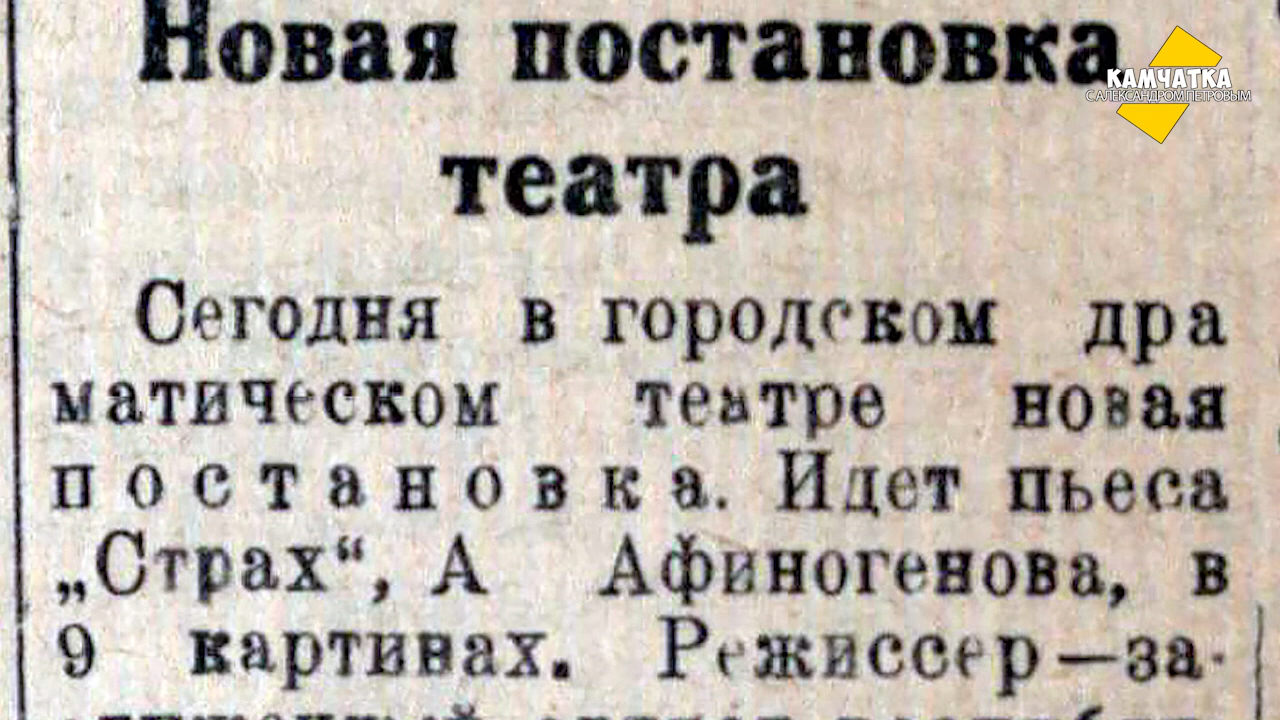 Новая постановка
театра
КАМЧАТКА
С АЛЕКСАНДРОМ ПЕТРОВЫМ
Сегодня в городском дра
матическом театре новая
постановка. Идет пьеса
„Страх“, А Афиногенова, в
9 картинах. Режиссер—за-